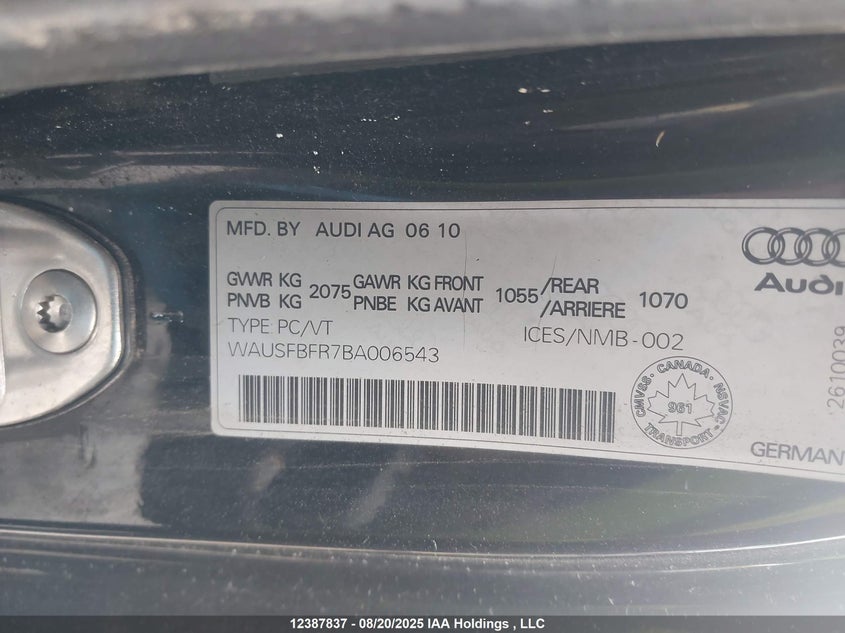 MFD. BY AUDI AG 06 10
GVWR KG 2075 GAWR KG FRONT 1055 /REAR 1070
PNVB KG PNBE KG AVANT /ARRIERE
TYPE: PC/VT ICES/NMB-002
WAUSFBFR7BA006543
Audi
CMVSS · CANADA · NSVAC
961
TRANSPORT
2610039
GERMAN
12387837 - 08/20/2025 IAA Holdings , LLC